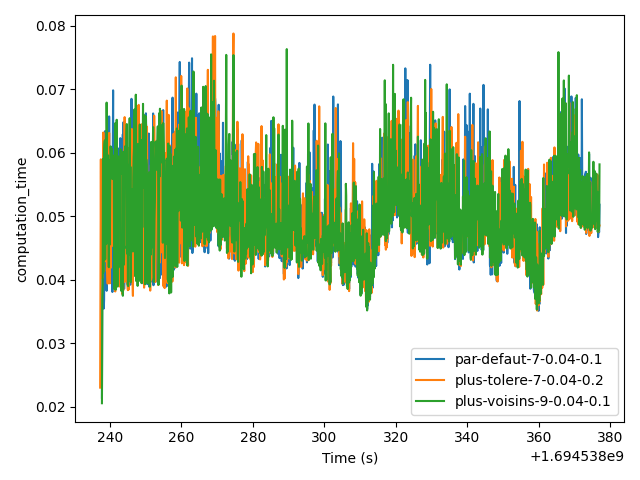 0.08
0.07
0.06
0.05
0.04
0.03
0.02
computation_time
par-defaut-7-0.04-0.1
plus-tolere-7-0.04-0.2
plus-voisins-9-0.04-0.1
240 260 280 300 320 340 360 380
Time (s)
+1.694538e9